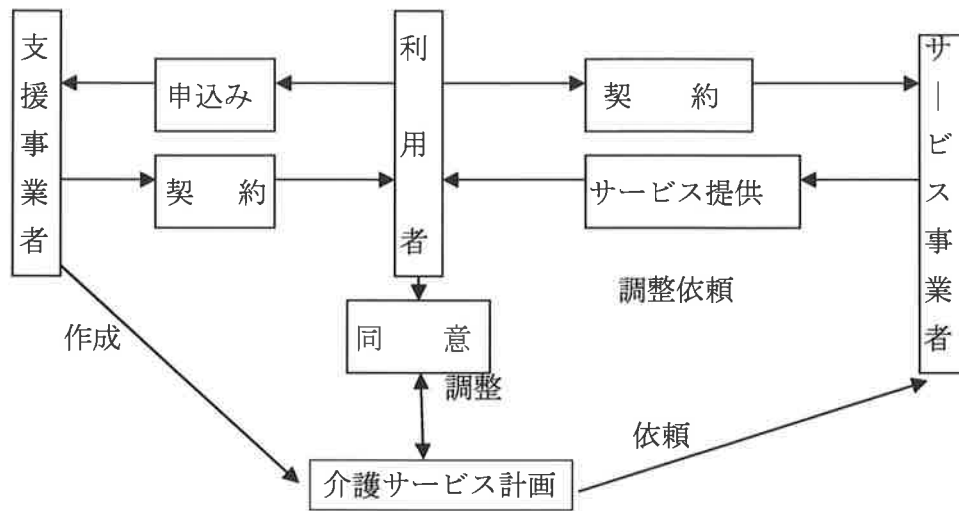 支援事業者
申込み
契　　約
利用者
契　　約
サービス提供
サービス事業者
調整依頼
作成
同　　意
調整
依頼
介護サービス計画